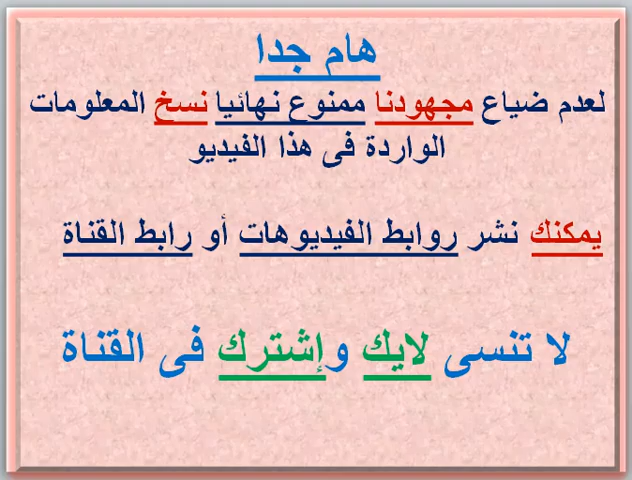 هام جدا
لعدم ضياع مجهودنا ممنوع نهائيا نسخ المعلومات
الواردة فى هذا الفيديو
يمكنك نشر روابط الفيديوهات أو رابط القناة
لا تنسى لايك وإشترك فى القناة